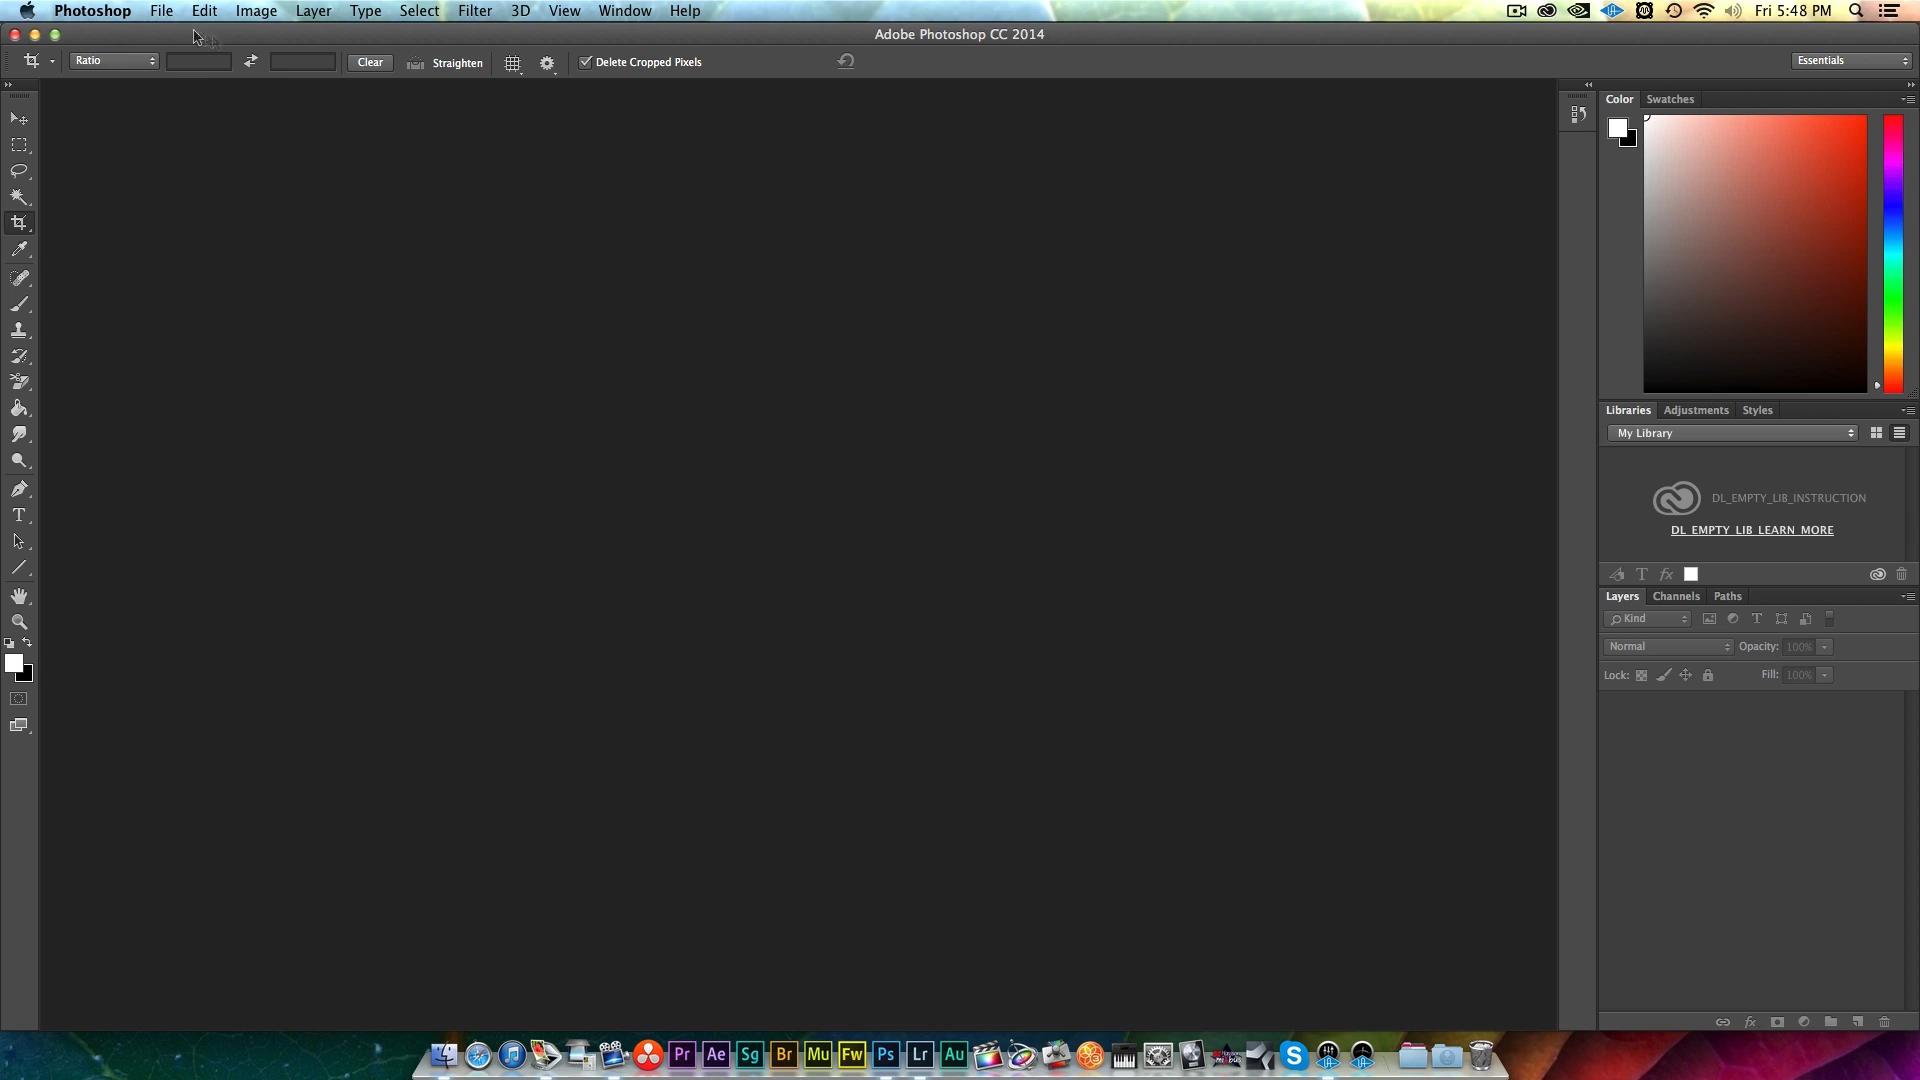 Photoshop File Edit Image Layer Type Select Filter 3D View Window Help Fri 5:48 PM
Adobe Photoshop CC 2014
Ratio Clear Straighten Delete Cropped Pixels Essentials
Color Swatches
Libraries Adjustments Styles
My Library
DL_EMPTY_LIB_INSTRUCTION
DL_EMPTY_LIB_LEARN_MORE
T fx
Layers Channels Paths
Kind T
Normal Opacity: 100%
Lock: Fill: 100%
T
fx
Pr Ae Sg Br Mu Fw Ps Lr Au S